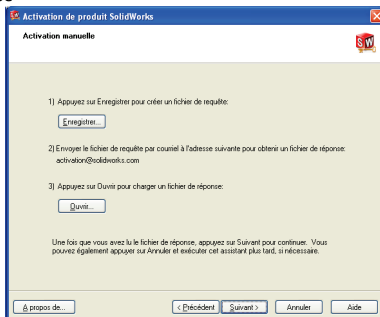 Activation de produit SolidWorks
Activation manuelle
1) Appuyez sur Enregistrer pour créer un fichier de requête:
Enregistrer...
2) Envoyer le fichier de requête par courriel à l'adresse suivante pour obtenir un fichier de réponse:
activation@solidworks.com
3) Appuyez sur Ouvrir pour charger un fichier de réponse:
Ouvrir...
Une fois que vous avez lu le fichier de réponse, appuyez sur Suivant pour continuer. Vous
pouvez également appuyer sur Annuler et exécuter cet assistant plus tard, si nécessaire.
A propos de...
< Précédent
Suivant >
Annuler
Aide